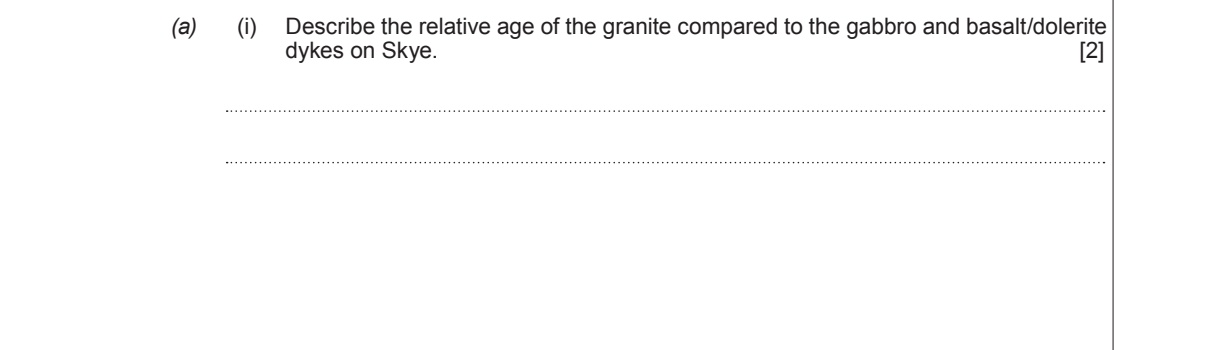 (a) (i) Describe the relative age of the granite compared to the gabbro and basalt/dolerite
dykes on Skye. [2]